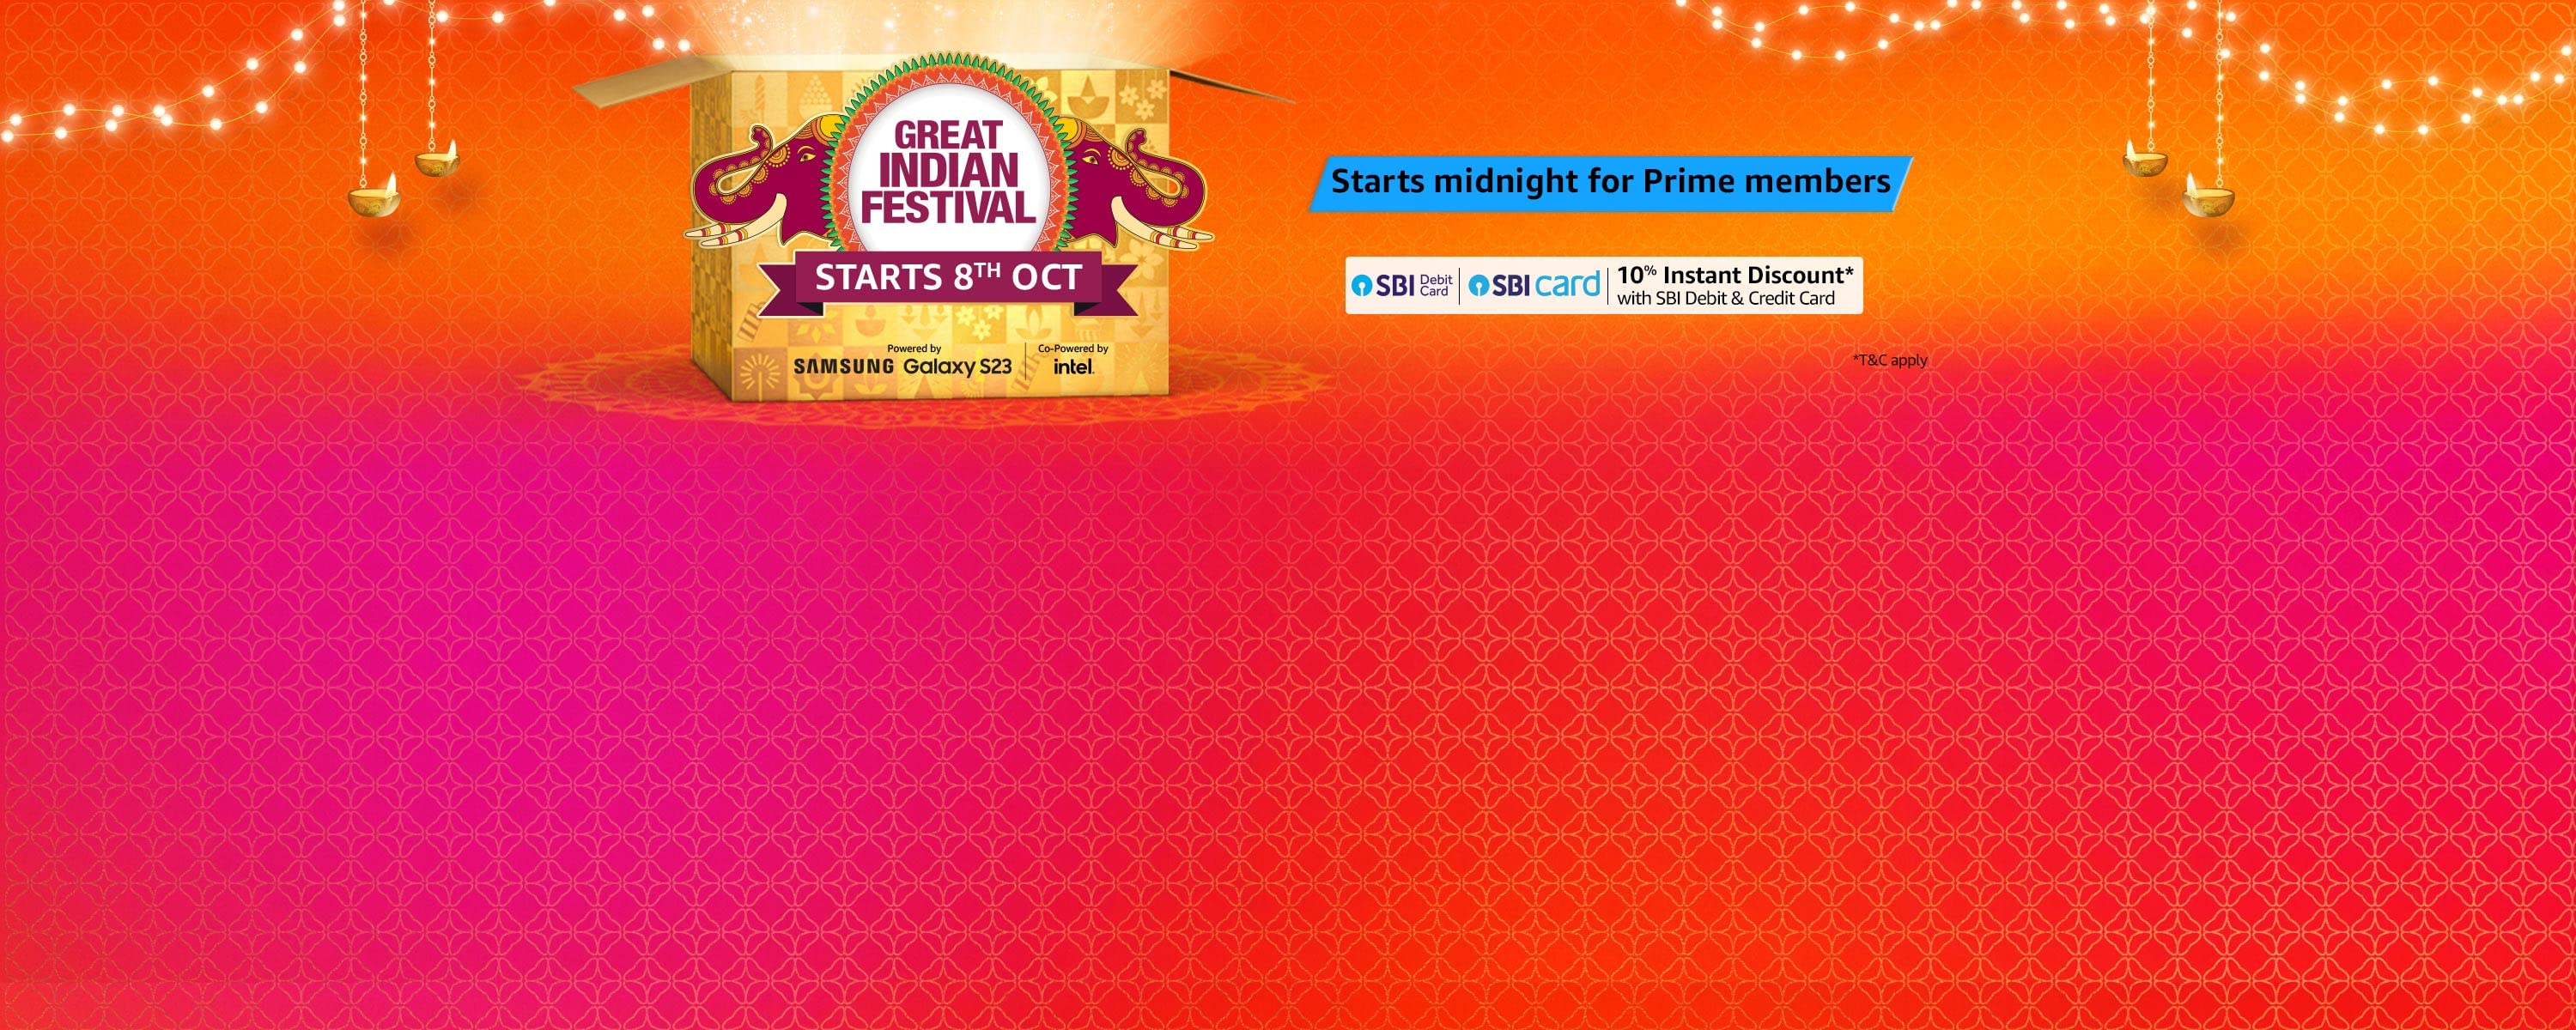 GREAT
INDIAN
FESTIVAL
STARTS 8TH OCT
Powered by
SAMSUNG Galaxy S23
Co-Powered by
intel.
Starts midnight for Prime members
SBI Debit Card
SBI card
10% Instant Discount*
with SBI Debit & Credit Card
*T&C apply